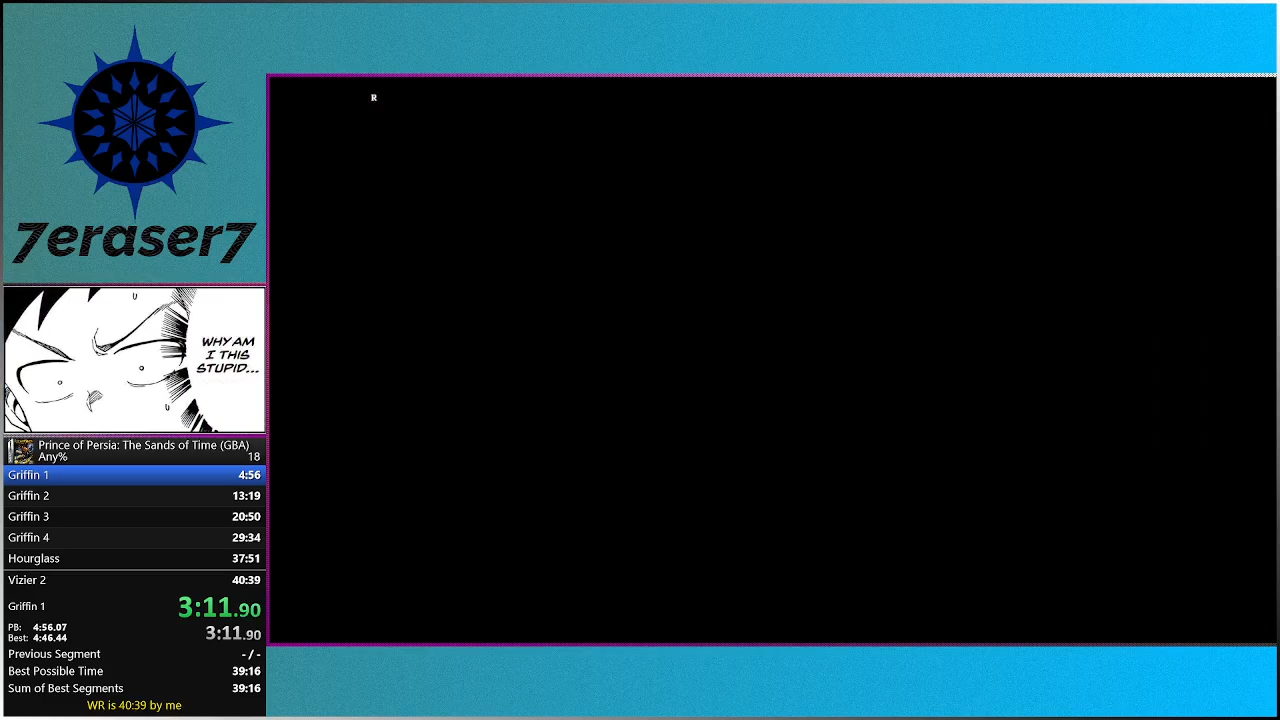 R
7eraser7
WHY AM
I THIS
STUPID...
Prince of Persia: The Sands of Time (GBA)
Any% 18
Griffin 1 4:56
Griffin 2 13:19
Griffin 3 20:50
Griffin 4 29:34
Hourglass 37:51
Vizier 2 40:39
Griffin 1 3:11.90
PB: 4:56.07
Best: 4:46.44 3:11.90
Previous Segment - / -
Best Possible Time 39:16
Sum of Best Segments 39:16
WR is 40:39 by me